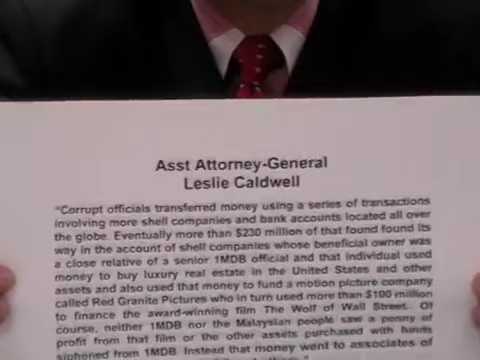 Asst Attorney-General
Leslie Caldwell
"Corrupt officials transferred money using a series of transactions
involving more shell companies and bank accounts located all over
the globe. Eventually more than $230 million of that found found its
way in the account of shell companies whose beneficial owner was
a close relative of a senior 1MDB official and that individual used
money to buy luxury real estate in the United States and other
assets and also used that money to fund a motion picture company
called Red Granite Pictures who in turn used more than $100 million
to finance the award-winning film The Wolf of Wall Street. Of
course, neither 1MDB nor the Malaysian people saw a penny of
profit from that film or the other assets purchased with funds
siphoned from 1MDB. Instead that money went to associates of